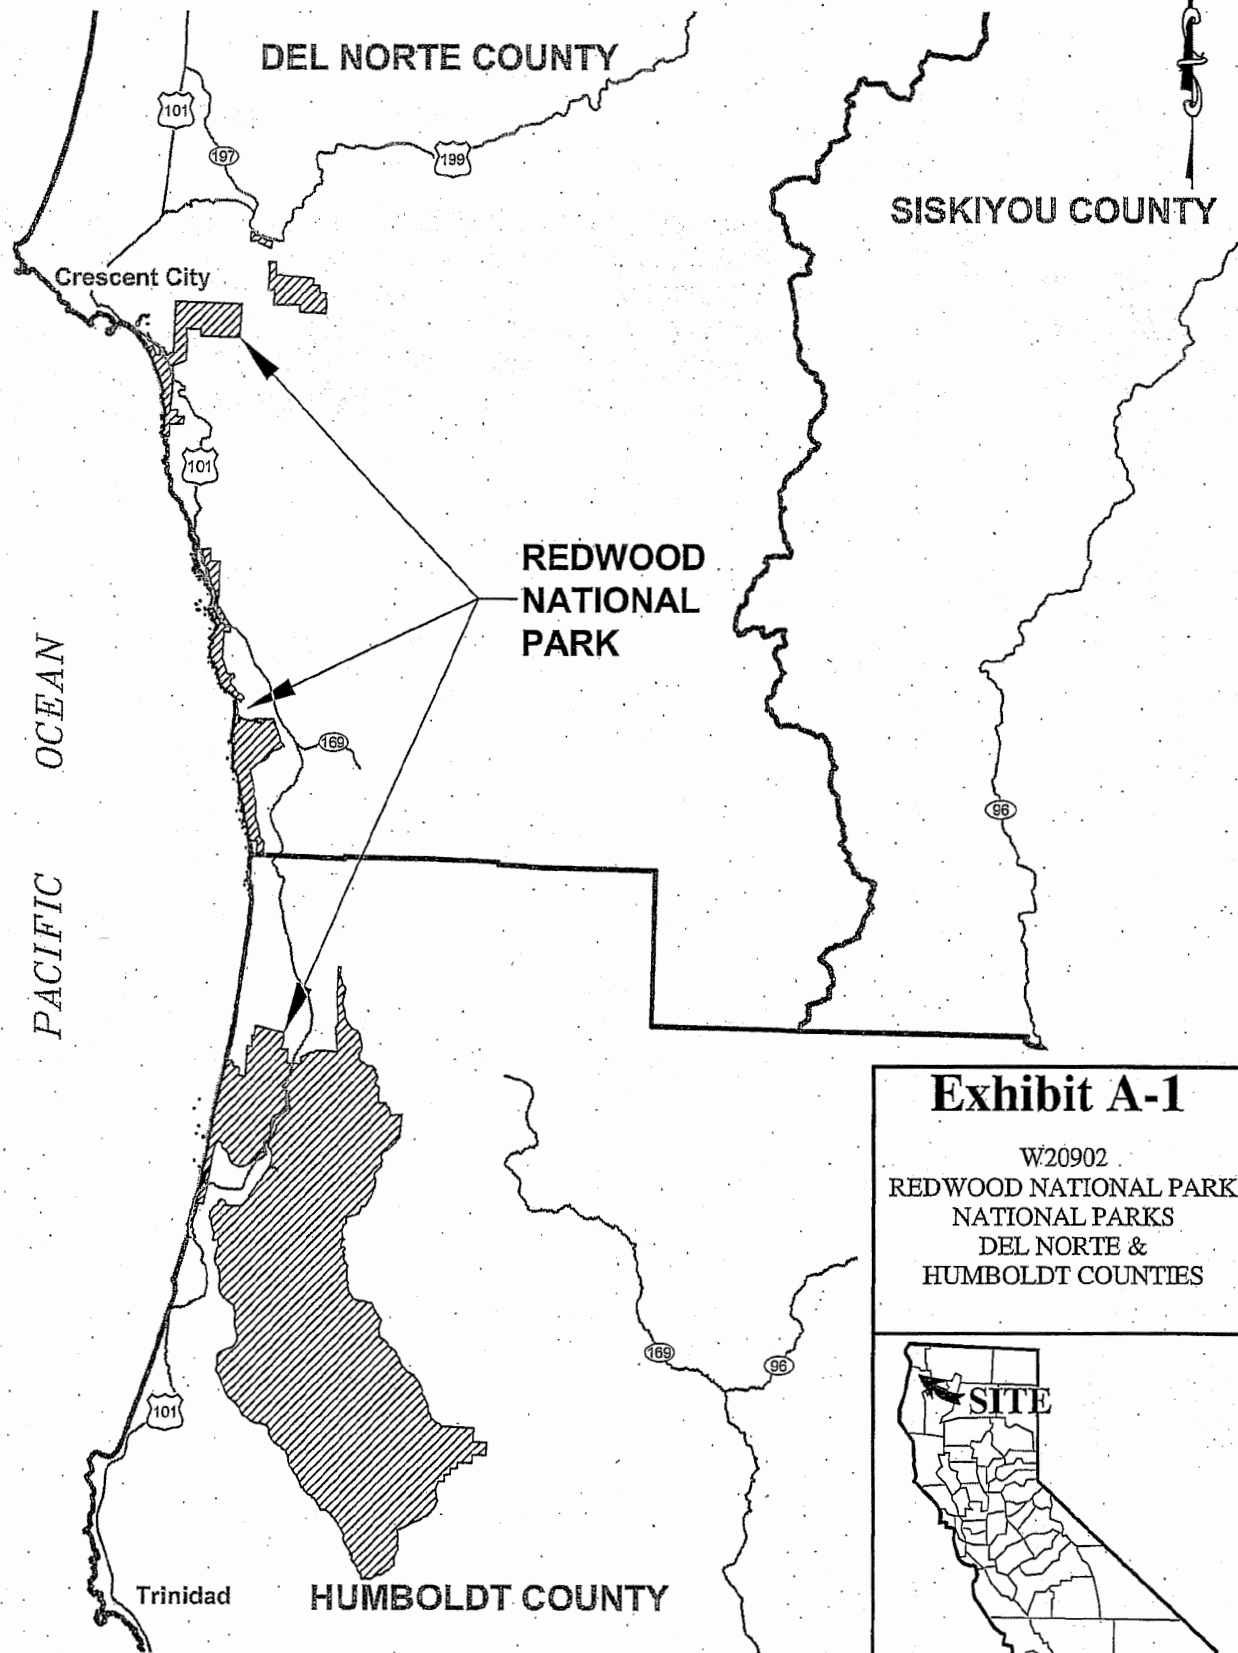 DEL NORTE COUNTY
101
197
199
SISKIYOU COUNTY
Crescent City
101
REDWOOD
NATIONAL
PARK
PACIFIC OCEAN
169
96
Exhibit A-1
W20902
REDWOOD NATIONAL PARK
NATIONAL PARKS
DEL NORTE &
HUMBOLDT COUNTIES
169
96
SITE
101
Trinidad
HUMBOLDT COUNTY